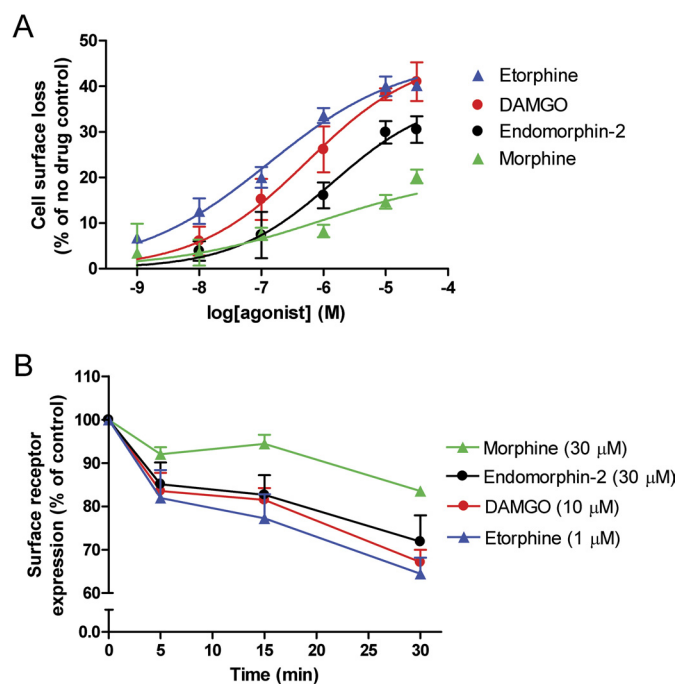 A
Cell surface loss
(% of no drug control)
50
40
30
20
10
0
-9
-8
-7
-6
-5
-4
log[agonist] (M)
Etorphine
DAMGO
Endomorphin-2
Morphine
B
Surface receptor
expression (% of control)
110
100
90
80
70
60
0.0
0
5
10
15
20
25
30
Time (min)
Morphine (30 μM)
Endomorphin-2 (30 μM)
DAMGO (10 μM)
Etorphine (1 μM)